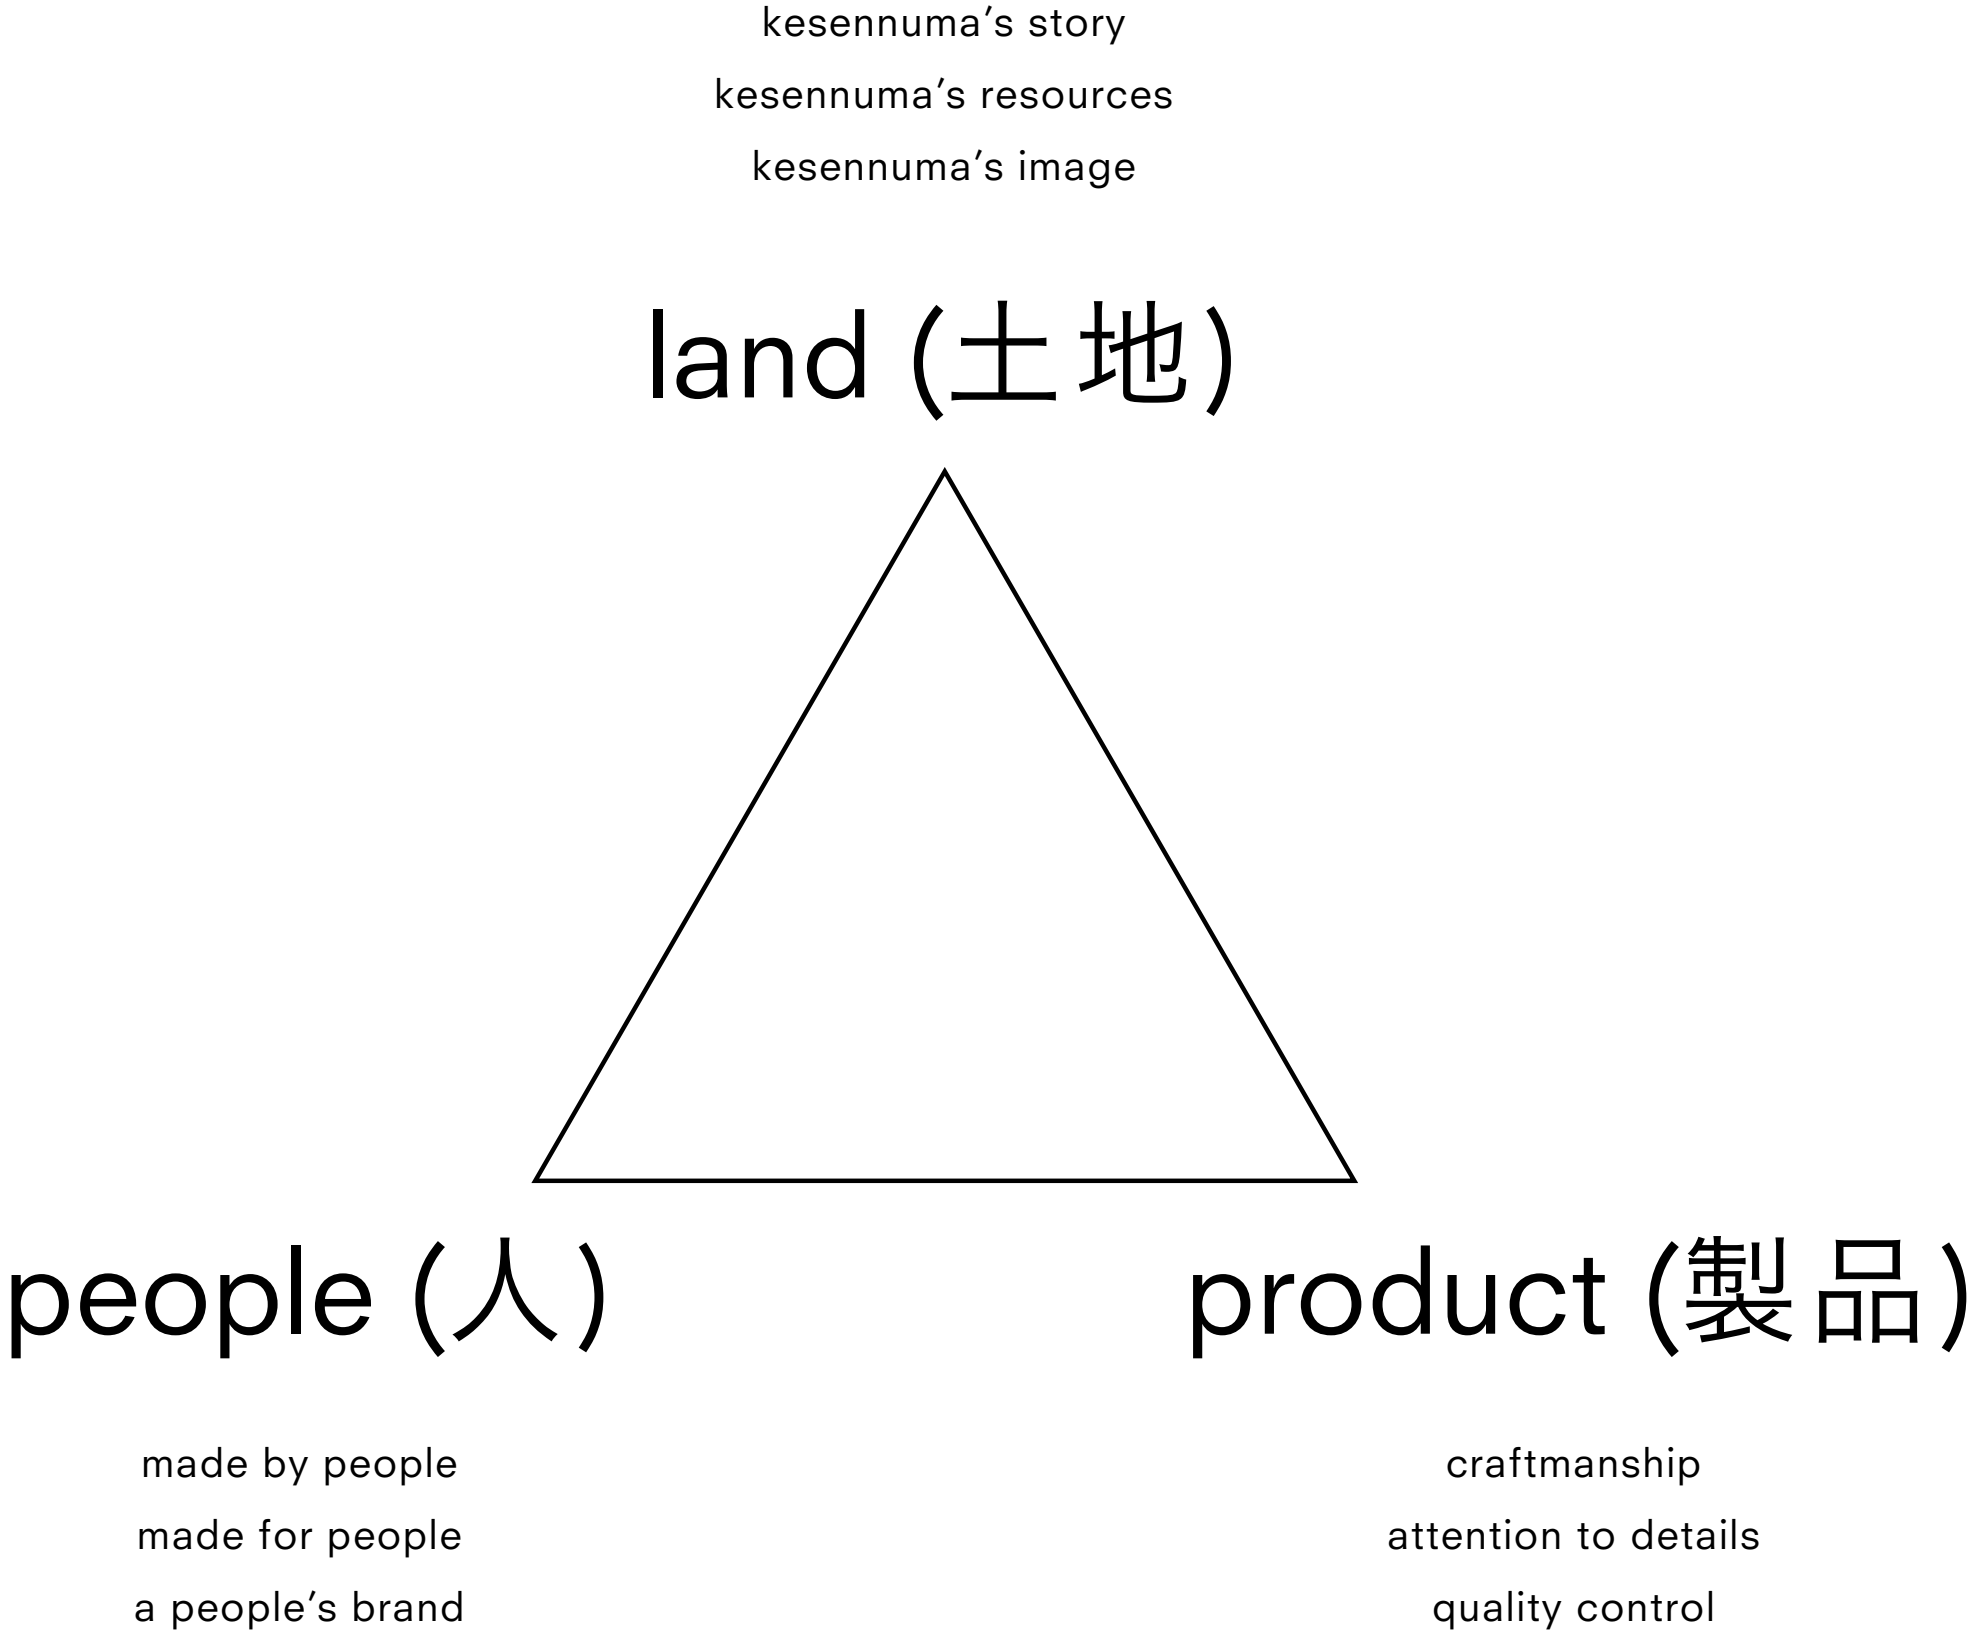 kesennuma’s story
kesennuma’s resources
kesennuma’s image
land (土地)
people (人)
product (製品)
made by people
made for people
a people’s brand
craftmanship
attention to details
quality control